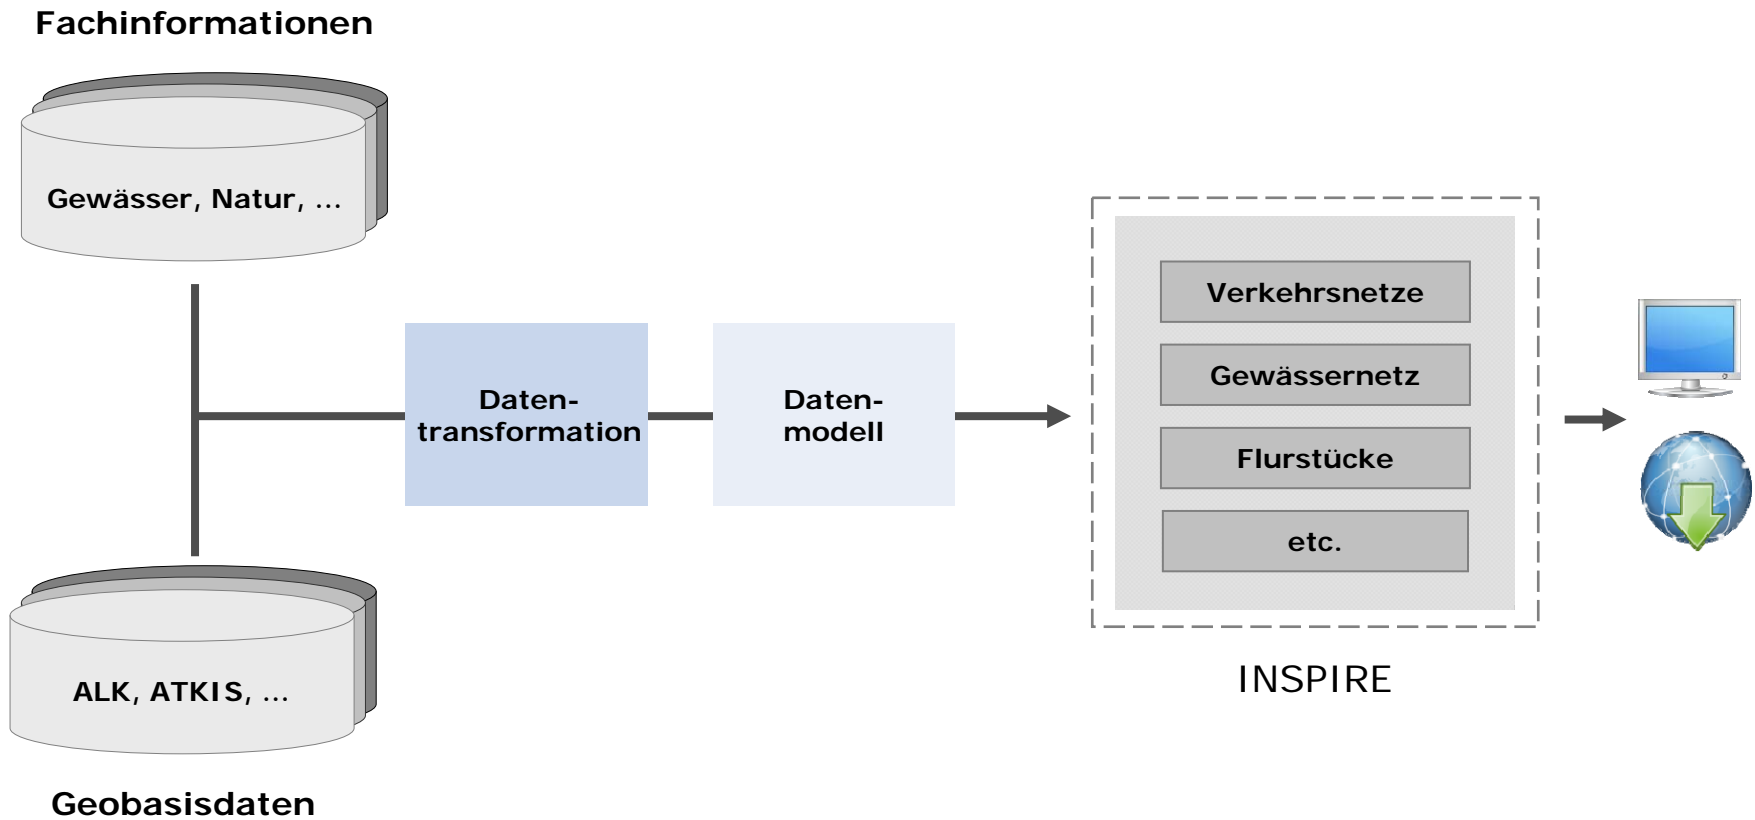 Fachinformationen
Gewässer, Natur, ...
Daten-
transformation
Daten-
modell
Verkehrsnetze
Gewässernetz
Flurstücke
etc.
INSPIRE
ALK, ATKIS, ...
Geobasisdaten